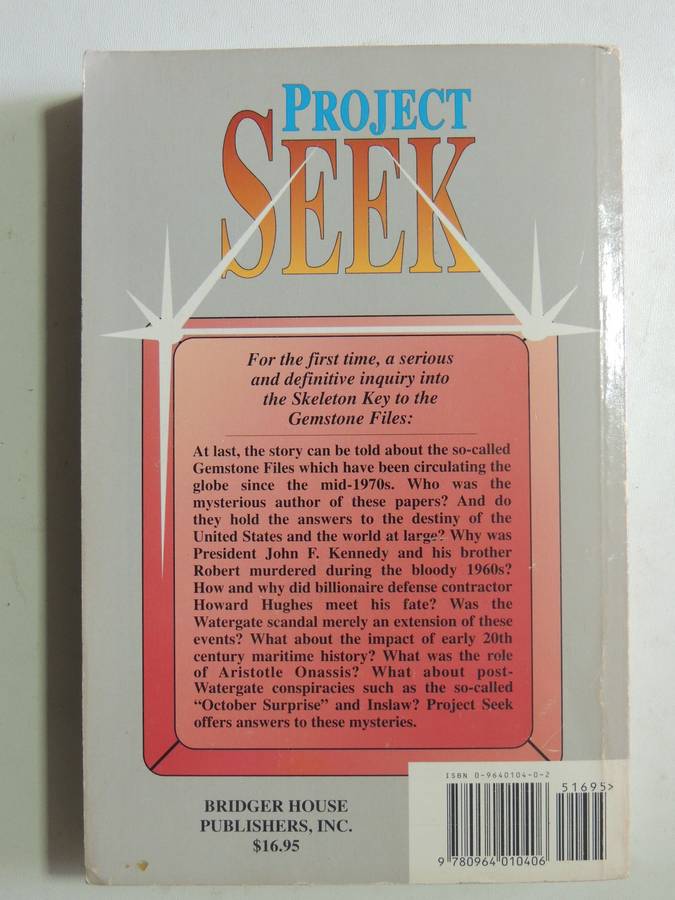 PROJECT
SEEK
For the first time, a serious
and definitive inquiry into
the Skeleton Key to the
Gemstone Files:
At last, the story can be told about the so-called
Gemstone Files which have been circulating the
globe since the mid-1970s. Who was the
mysterious author of these papers? And do
they hold the answers to the destiny of the
United States and the world at large? Why was
President John F. Kennedy and his brother
Robert murdered during the bloody 1960s?
How and why did billionaire defense contractor
Howard Hughes meet his fate? Was the
Watergate scandal merely an extension of these
events? What about the impact of early 20th
century maritime history? What was the role
of Aristotle Onassis? What about post-
Watergate conspiracies such as the so-called
“October Surprise” and Inslaw? Project Seek
offers answers to these mysteries.
BRIDGER HOUSE
PUBLISHERS, INC.
$16.95
ISBN 0-9640104-0-2
51695>
9 780964 010406